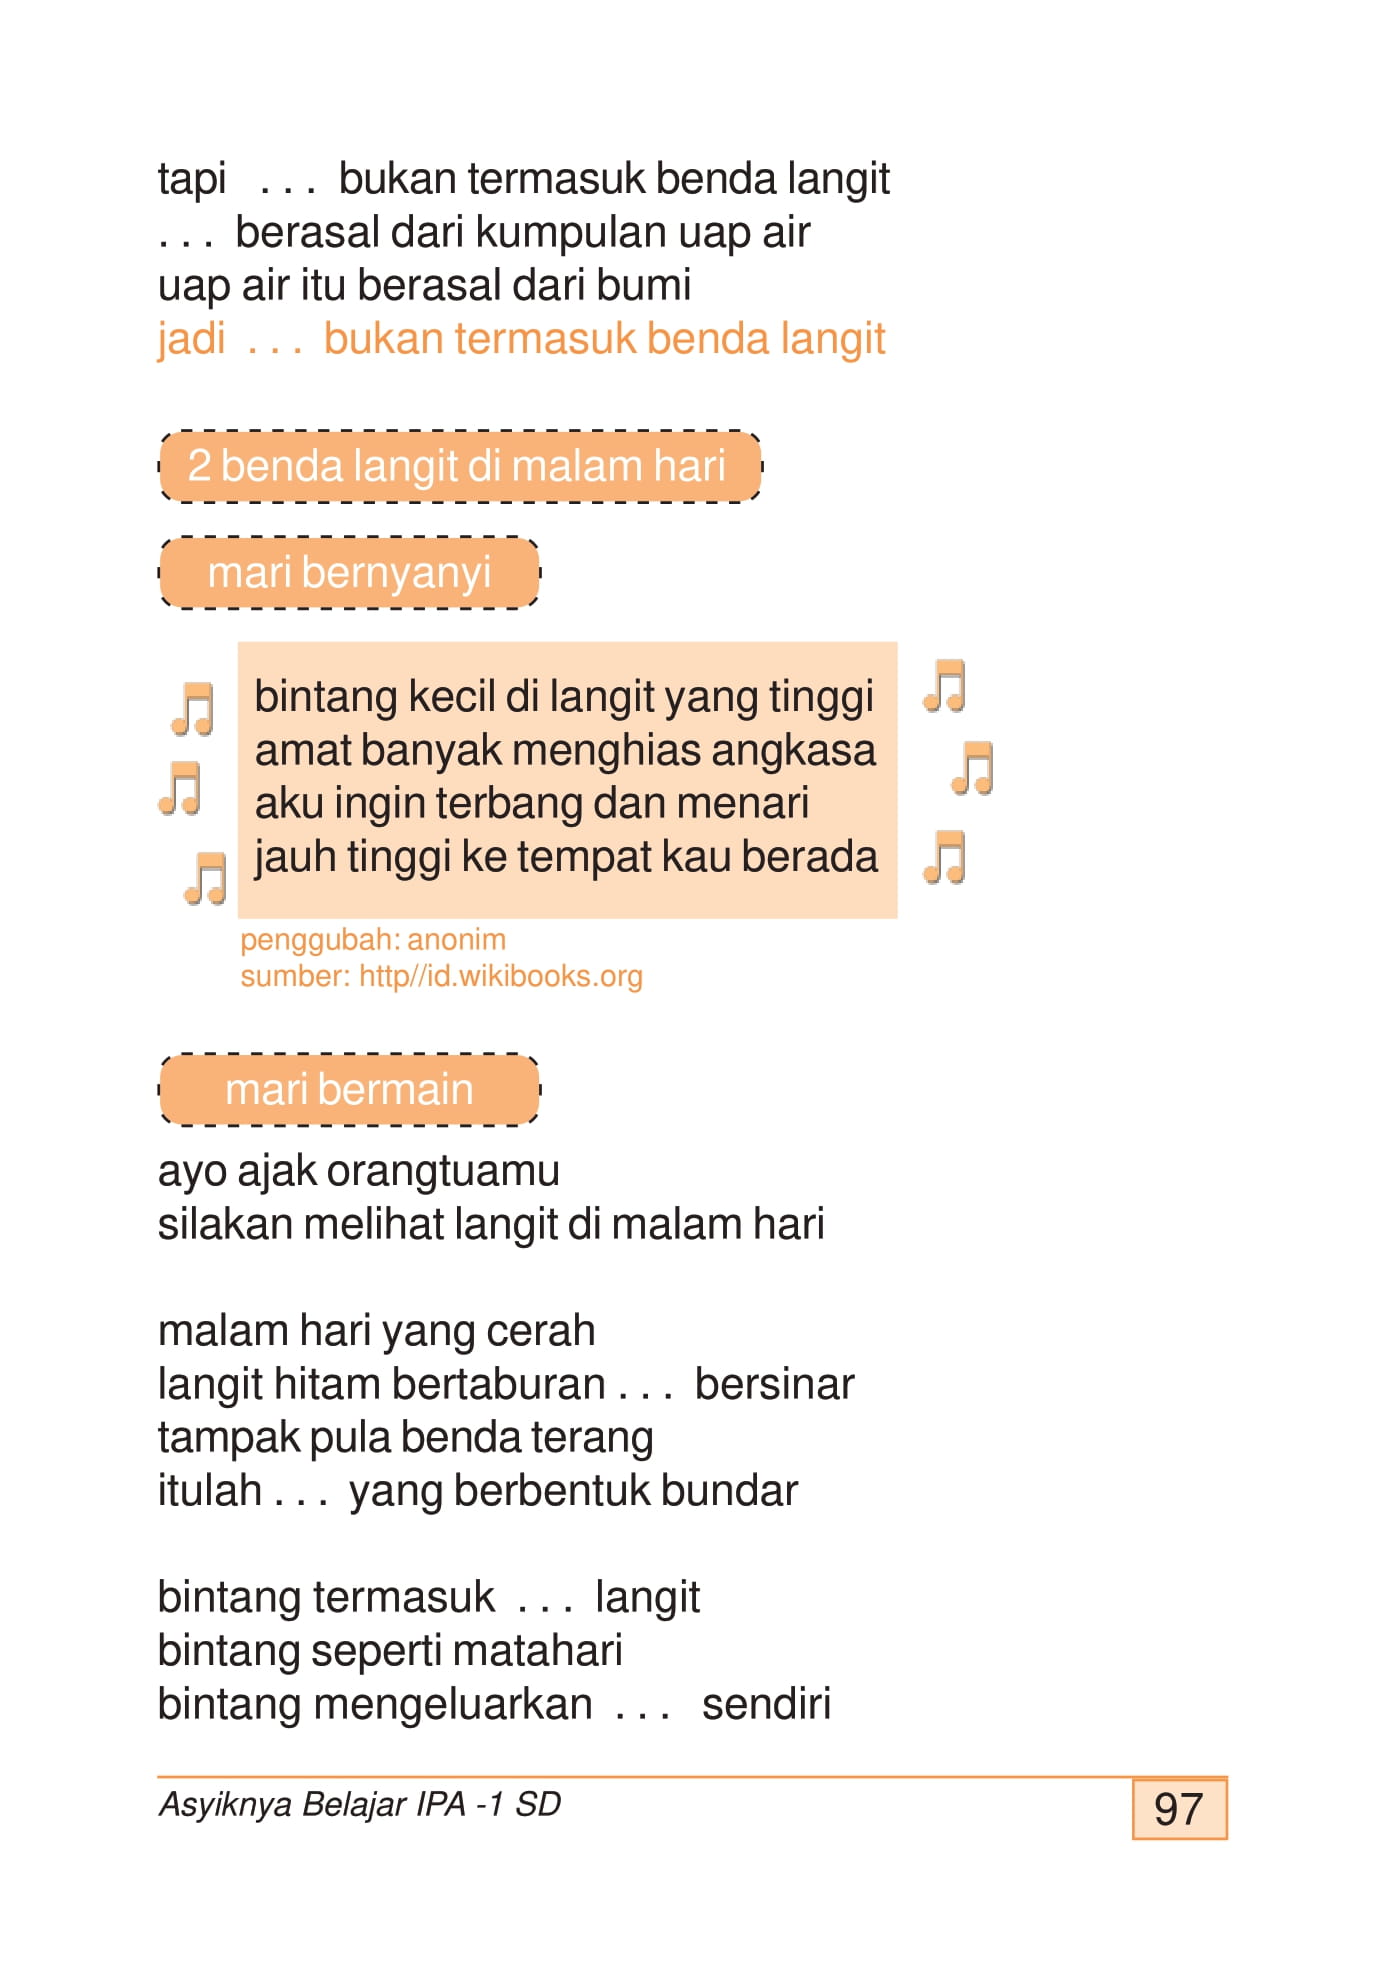 tapi . . . bukan termasuk benda langit
. . . berasal dari kumpulan uap air
uap air itu berasal dari bumi
jadi . . . bukan termasuk benda langit
2 benda langit di malam hari
mari bernyanyi
bintang kecil di langit yang tinggi
amat banyak menghias angkasa
aku ingin terbang dan menari
jauh tinggi ke tempat kau berada
penggubah: anonim
sumber: http//id.wikibooks.org
mari bermain
ayo ajak orangtuamu
silakan melihat langit di malam hari
malam hari yang cerah
langit hitam bertaburan . . . bersinar
tampak pula benda terang
itulah . . . yang berbentuk bundar
bintang termasuk . . . langit
bintang seperti matahari
bintang mengeluarkan . . . sendiri
Asyiknya Belajar IPA -1 SD
97